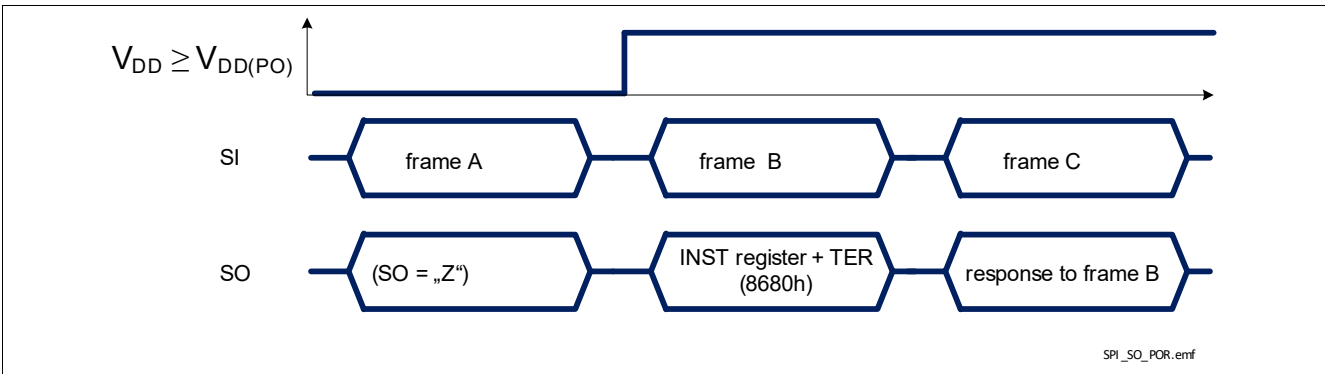 VDD ≥ VDD(PO)
SI
frame A
frame B
frame C
SO
(SO = „Z“)
INST register + TER
(8680h)
response to frame B
SPI_SO_POR.emf